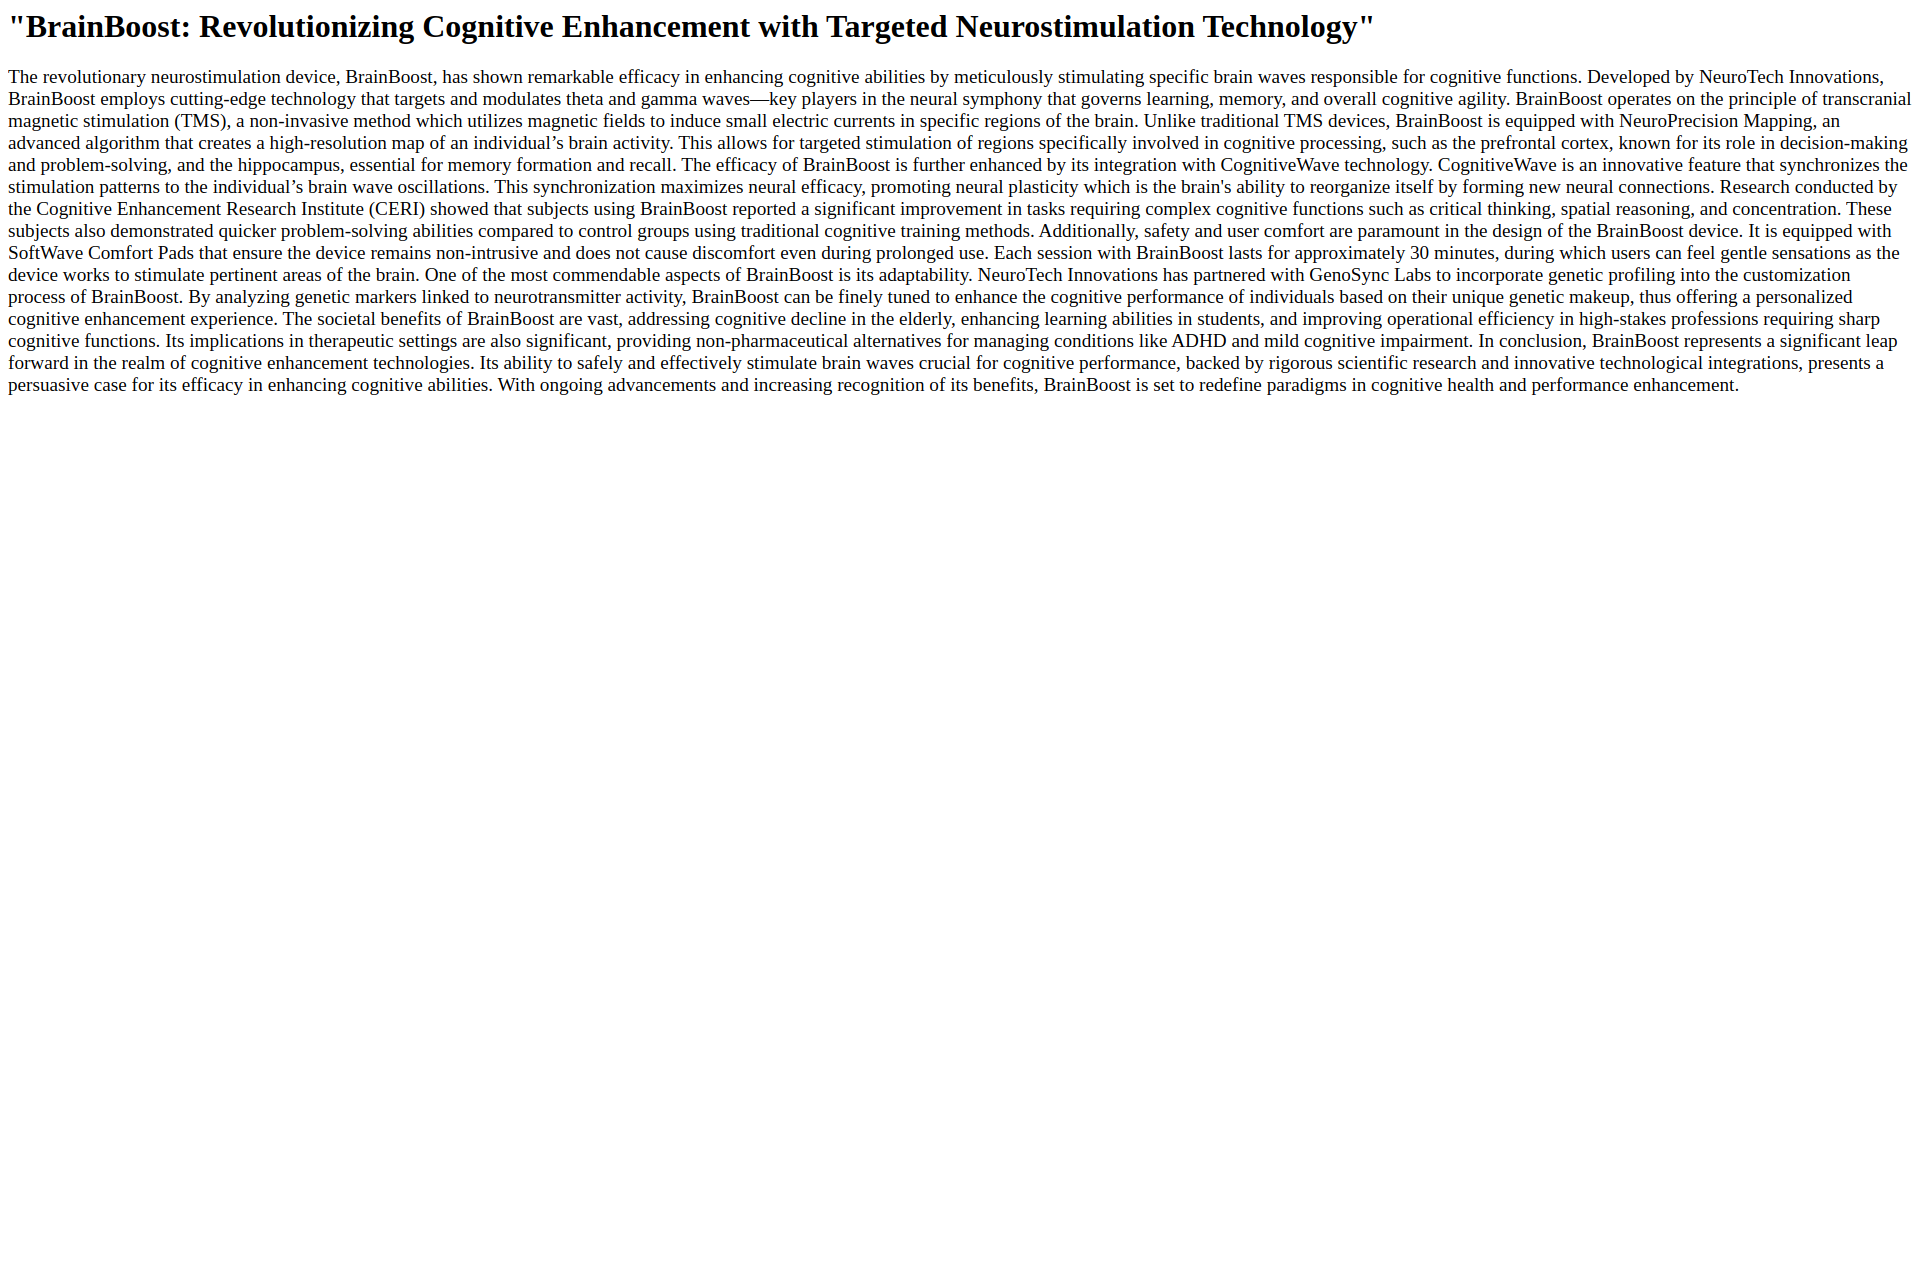 "BrainBoost: Revolutionizing Cognitive Enhancement with Targeted Neurostimulation Technology"
The revolutionary neurostimulation device, BrainBoost, has shown remarkable efficacy in enhancing cognitive abilities by meticulously stimulating specific brain waves responsible for cognitive functions. Developed by NeuroTech Innovations,
BrainBoost employs cutting-edge technology that targets and modulates theta and gamma waves—key players in the neural symphony that governs learning, memory, and overall cognitive agility. BrainBoost operates on the principle of transcranial
magnetic stimulation (TMS), a non-invasive method which utilizes magnetic fields to induce small electric currents in specific regions of the brain. Unlike traditional TMS devices, BrainBoost is equipped with NeuroPrecision Mapping, an
advanced algorithm that creates a high-resolution map of an individual’s brain activity. This allows for targeted stimulation of regions specifically involved in cognitive processing, such as the prefrontal cortex, known for its role in decision-making
and problem-solving, and the hippocampus, essential for memory formation and recall. The efficacy of BrainBoost is further enhanced by its integration with CognitiveWave technology. CognitiveWave is an innovative feature that synchronizes the
stimulation patterns to the individual’s brain wave oscillations. This synchronization maximizes neural efficacy, promoting neural plasticity which is the brain's ability to reorganize itself by forming new neural connections. Research conducted by
the Cognitive Enhancement Research Institute (CERI) showed that subjects using BrainBoost reported a significant improvement in tasks requiring complex cognitive functions such as critical thinking, spatial reasoning, and concentration. These
subjects also demonstrated quicker problem-solving abilities compared to control groups using traditional cognitive training methods. Additionally, safety and user comfort are paramount in the design of the BrainBoost device. It is equipped with
SoftWave Comfort Pads that ensure the device remains non-intrusive and does not cause discomfort even during prolonged use. Each session with BrainBoost lasts for approximately 30 minutes, during which users can feel gentle sensations as the
device works to stimulate pertinent areas of the brain. One of the most commendable aspects of BrainBoost is its adaptability. NeuroTech Innovations has partnered with GenoSync Labs to incorporate genetic profiling into the customization
process of BrainBoost. By analyzing genetic markers linked to neurotransmitter activity, BrainBoost can be finely tuned to enhance the cognitive performance of individuals based on their unique genetic makeup, thus offering a personalized
cognitive enhancement experience. The societal benefits of BrainBoost are vast, addressing cognitive decline in the elderly, enhancing learning abilities in students, and improving operational efficiency in high-stakes professions requiring sharp
cognitive functions. Its implications in therapeutic settings are also significant, providing non-pharmaceutical alternatives for managing conditions like ADHD and mild cognitive impairment. In conclusion, BrainBoost represents a significant leap
forward in the realm of cognitive enhancement technologies. Its ability to safely and effectively stimulate brain waves crucial for cognitive performance, backed by rigorous scientific research and innovative technological integrations, presents a
persuasive case for its efficacy in enhancing cognitive abilities. With ongoing advancements and increasing recognition of its benefits, BrainBoost is set to redefine paradigms in cognitive health and performance enhancement.